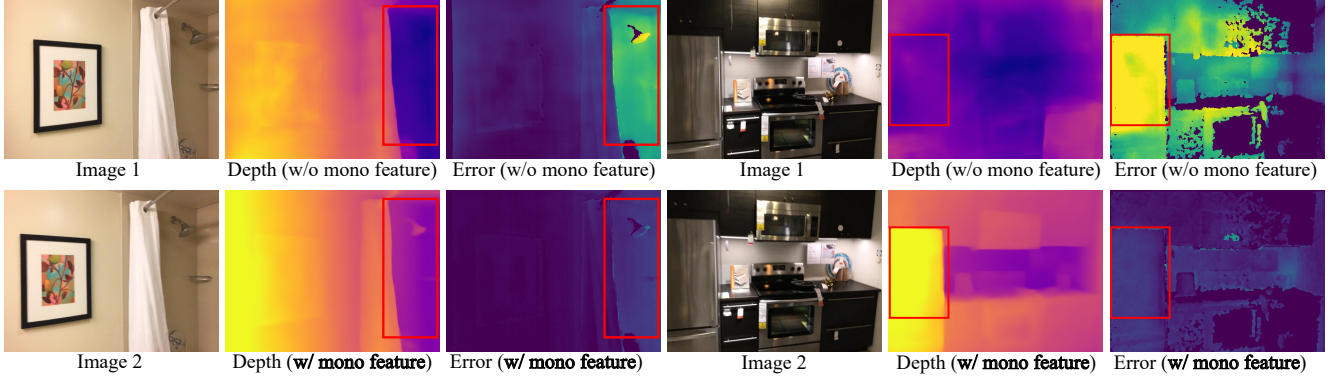 Image 1
Depth (w/o mono feature)
Error (w/o mono feature)
Image 1
Depth (w/o mono feature)
Error (w/o mono feature)
Image 2
Depth (w/ mono feature)
Error (w/ mono feature)
Image 2
Depth (w/ mono feature)
Error (w/ mono feature)